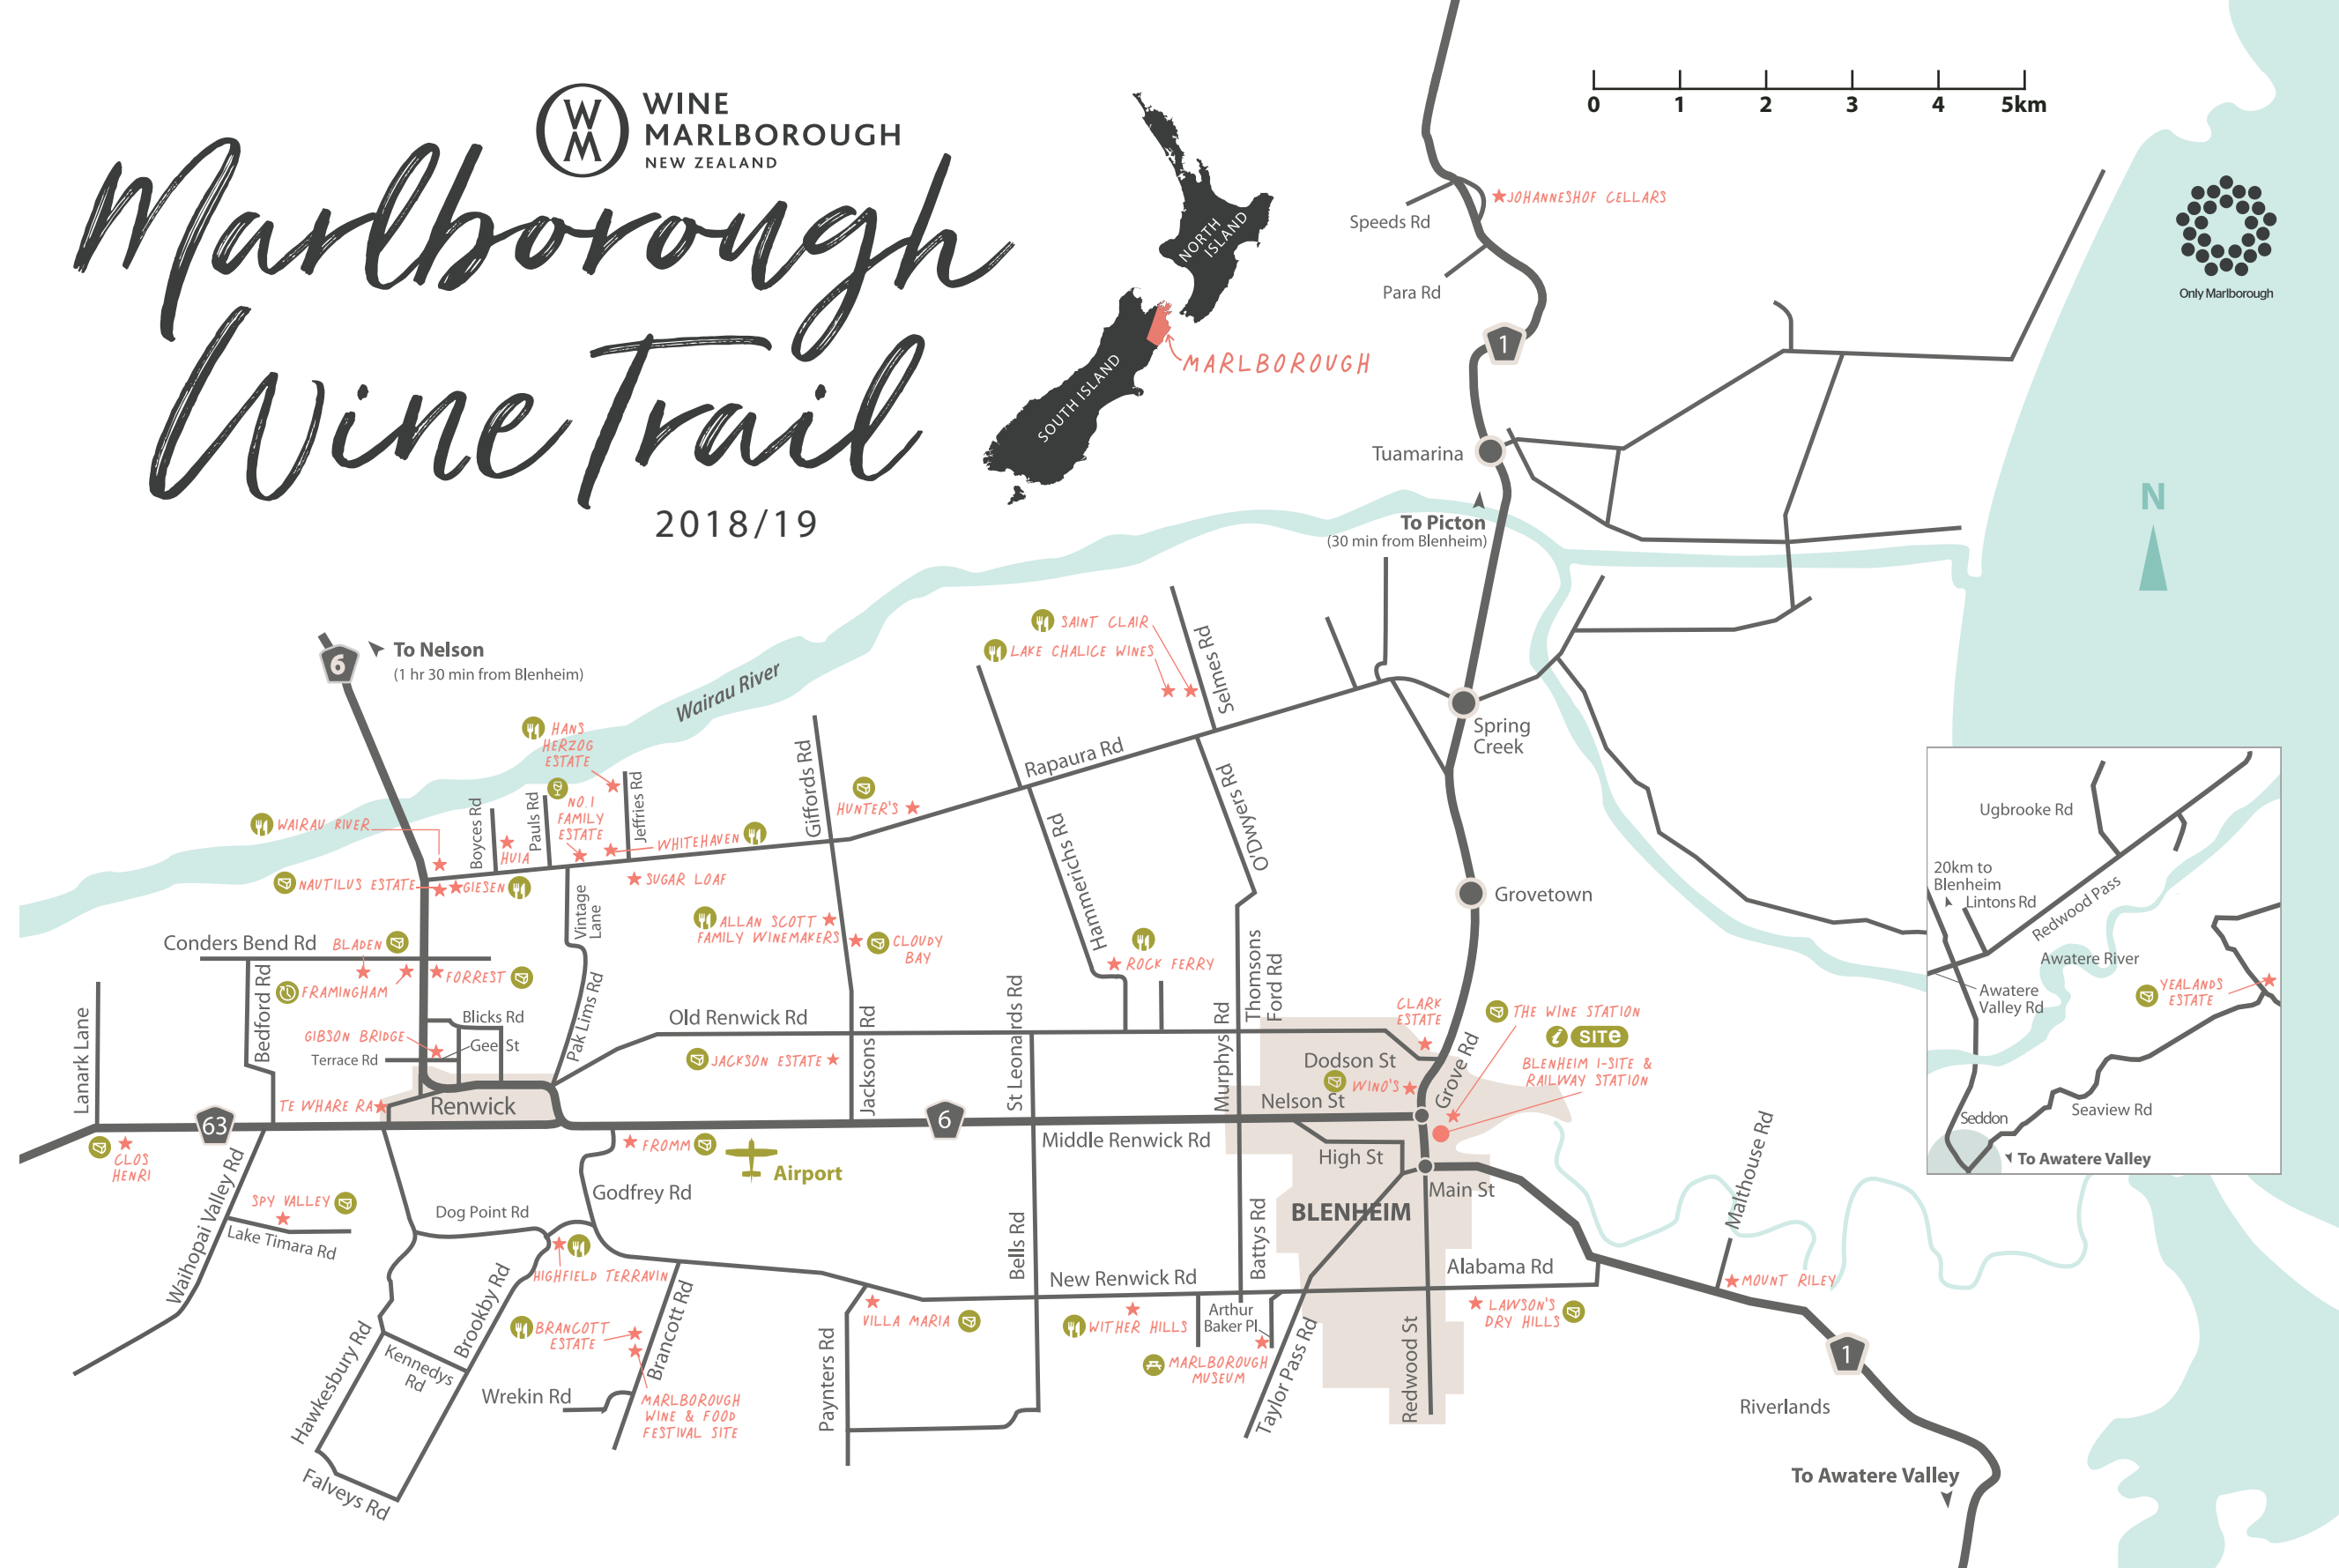 WINE
MARLBOROUGH
NEW ZEALAND
Marlborough
Wine Trail
2018/19
NORTH
ISLAND
SOUTH ISLAND
MARLBOROUGH
0 1 2 3 4 5km
Only Marlborough
N
JOHANNESHOF CELLARS
Speeds Rd
Para Rd
1
Tuamarina
To Picton
(30 min from Blenheim)
6
To Nelson
(1 hr 30 min from Blenheim)
Wairau River
SAINT CLAIR
LAKE CHALICE WINES
Selmes Rd
Spring
Creek
Rapaura Rd
HANS
HERZOG
ESTATE
NO.1
FAMILY
ESTATE
Jeffries Rd
Giffords Rd
HUNTER'S
WAIRAU RIVER
Boyces Rd
HUIA
Pauls Rd
WHITEHAVEN
NAUTILUS ESTATE
GIESEN
SUGAR LOAF
Vintage
Lane
Hammerichs Rd
O'Dwyers Rd
Grovetown
ALLAN SCOTT
FAMILY WINEMAKERS
CLOUDY
BAY
Conders Bend Rd
BLADEN
FRAMINGHAM
FORREST
ROCK FERRY
Thomsons
Ford Rd
Lanark Lane
Bedford Rd
Blicks Rd
GIBSON BRIDGE
Gee St
Terrace Rd
Pak Lims Rd
Old Renwick Rd
JACKSON ESTATE
Jacksons Rd
St Leonards Rd
Murphys Rd
CLARK
ESTATE
THE WINE STATION
i SITE
BLENHEIM I-SITE &
RAILWAY STATION
Dodson St
WINO'S
Grove Rd
Nelson St
TE WHARE RA
Renwick
63
6
Middle Renwick Rd
CLOS
HENRI
FROMM
Airport
High St
Main St
BLENHEIM
Malthouse Rd
Waihopai Valley Rd
SPY VALLEY
Lake Timara Rd
Dog Point Rd
Godfrey Rd
HIGHFIELD TERRAVIN
Bells Rd
Battys Rd
New Renwick Rd
Alabama Rd
MOUNT RILEY
Brookby Rd
BRANCOTT
ESTATE
Brancott Rd
VILLA MARIA
WITHER HILLS
Arthur
Baker Pl
LAWSON'S
DRY HILLS
MARLBOROUGH
MUSEUM
Hawkesbury Rd
Kennedys
Rd
Wrekin Rd
MARLBOROUGH
WINE & FOOD
FESTIVAL SITE
Paynters Rd
Taylor Pass Rd
Redwood St
Falveys Rd
1
Riverlands
To Awatere Valley
Ugbrooke Rd
20km to
Blenheim
Lintons Rd
Redwood Pass
Awatere River
Awatere
Valley Rd
YEALANDS
ESTATE
Seddon
Seaview Rd
To Awatere Valley